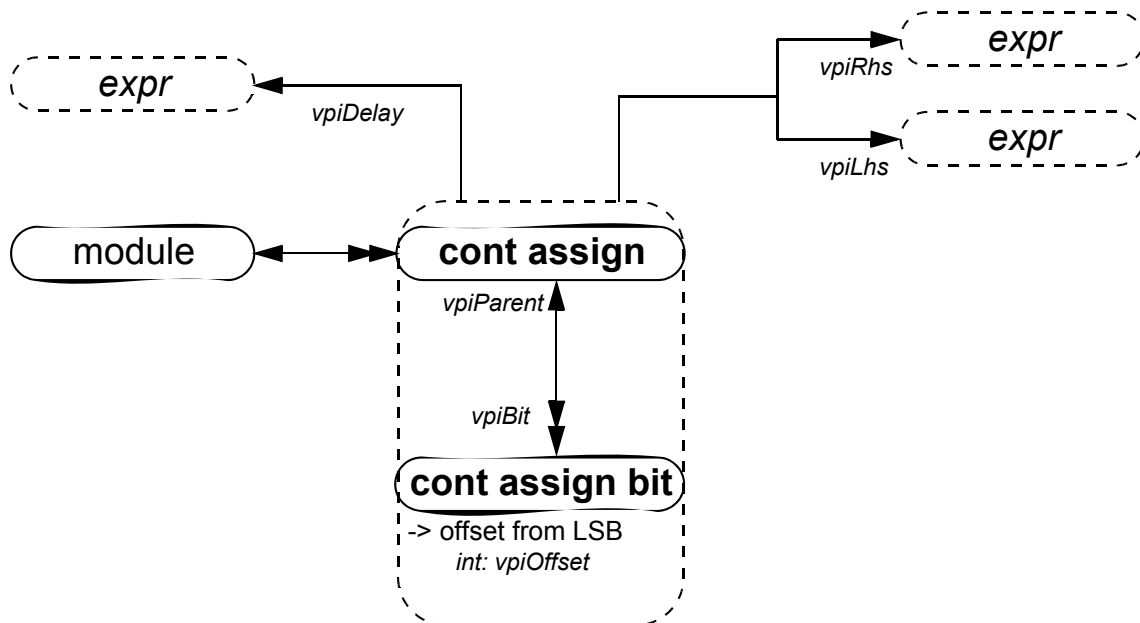 expr
vpiRhs
expr
vpiDelay
expr
vpiLhs
module
cont assign
vpiParent
vpiBit
cont assign bit
-> offset from LSB
int: vpiOffset